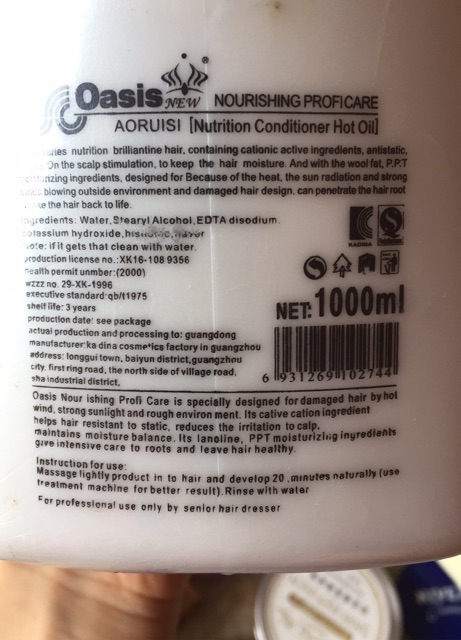 Oasis NEW NOURISHING PROFICARE
AORUISI [Nutrition Conditioner Hot Oil]
nutrition brilliantine hair, containing cationic active ingredients, antistatic,
On the scalp stimulation, to keep the hair moisture. And with the wool fat, P.P.T
ingredients, designed for Because of the heat, the sun radiation and strong
blowing outside environment and damaged hair design, can penetrate the hair root
the hair back to life.
ingredients: Water, Stearyl Alcohol, EDTA disodium.
potassium hydroxide,
note: if it gets that clean with water.
production license no.:XK16-108 9356
health permit unmber:(2000)
wzzz no. 29-XK-1996
executive standard:qb/t1975
shelf life: 3 years
production date: see package
actual production and processing to: guangdong
manufacturer:ka dina cosme*ics factory in guangzhou
address: longgui town, baiyun district,guangzhou
city, first ring road, the north side of village road.
sha industrial district.
KADINA
NET: 1000ml
6 931269 102744
Oasis Nour ishing Profi Care is specially designed for damaged hair by hot
wind, strong sunlight and rough environ ment. Its cative cation ingredient
helps hair resistant to static, reduces the irritation to calp,
maintains moisture balance. Its lanoline, PPT moisturizing ingredients
give intensive care to roots and leave hair healthy.
Instruction for use:
Massage lightly product in to hair and develop 20 ,minutes naturally (use
treatment machine for better result).Rinse with water
For professional use only by senior hair dresser